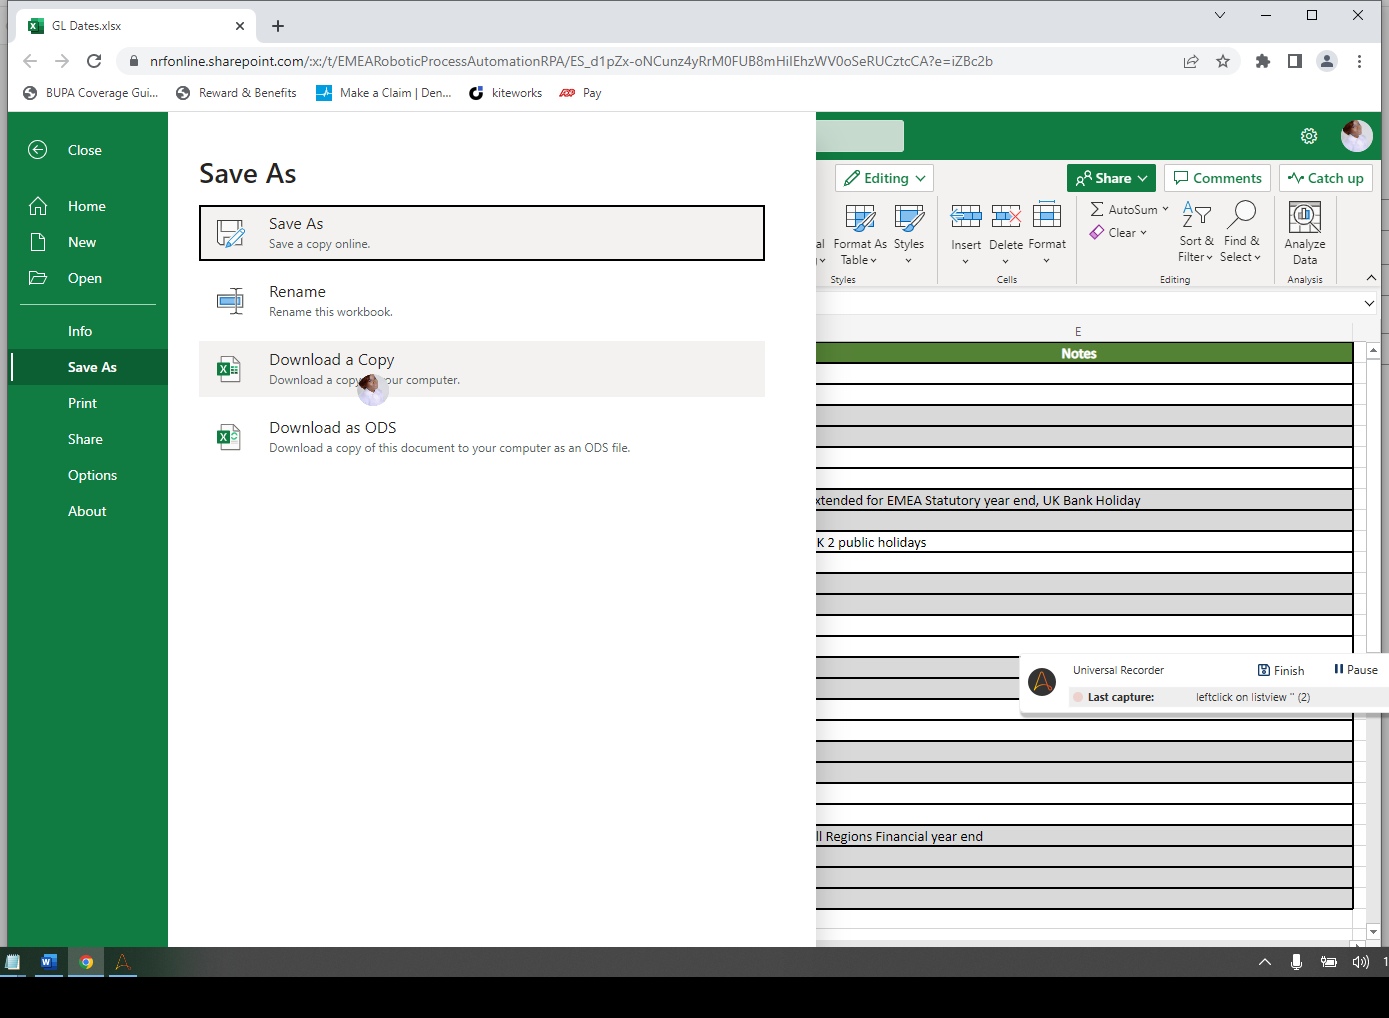 GL Dates.xlsx
nrfonline.sharepoint.com/:x:/t/EMEARoboticProcessAutomationRPA/ES_d1pZx-oNCunz4yRrM0FUB8mHiIEhzWV0oSeRUCztcCA?e=iZBc2b
BUPA Coverage Gui... Reward & Benefits Make a Claim | Den... kiteworks Pay
Close
Home
New
Open
Info
Save As
Print
Share
Options
About
Save As
Save As
Save a copy online.
Rename
Rename this workbook.
Download a Copy
Download a copy our computer.
Download as ODS
Download a copy of this document to your computer as an ODS file.
Editing Share Comments Catch up
al Format As Table Styles Insert Delete Format AutoSum Clear Sort & Filter Find & Select Analyze Data
Styles Cells Editing Analysis
E
Notes
xtended for EMEA Statutory year end, UK Bank Holiday
K 2 public holidays
ll Regions Financial year end
Universal Recorder Finish Pause
Last capture: leftclick on listview '' (2)